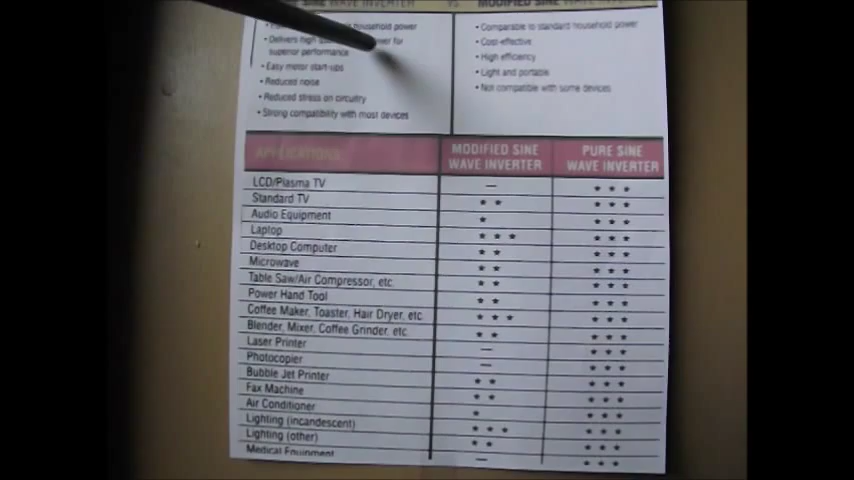 SINE WAVE INVERTER VS MODIFIED SINE WAVE INVERTER
household power
• Delivers high for
superior performance
• Easy motor start-ups
• Reduced noise
• Reduced stress on circuitry
• Strong compatibility with most devices
• Comparable to standard household power
• Cost-effective
• High efficiency
• Light and portable
• Not compatible with some devices
APPLICATIONS MODIFIED SINE WAVE INVERTER PURE SINE WAVE INVERTER
LCD/Plasma TV — ★ ★ ★
Standard TV ★ ★ ★ ★ ★
Audio Equipment ★ ★ ★ ★
Laptop ★ ★ ★ ★ ★ ★
Desktop Computer ★ ★ ★ ★ ★
Microwave ★ ★ ★ ★ ★
Table Saw/Air Compressor, etc. ★ ★ ★ ★ ★
Power Hand Tool ★ ★ ★ ★ ★
Coffee Maker, Toaster, Hair Dryer, etc. ★ ★ ★ ★ ★ ★
Blender, Mixer, Coffee Grinder, etc. ★ ★ ★ ★ ★
Laser Printer — ★ ★ ★
Photocopier — ★ ★ ★
Bubble Jet Printer ★ ★ ★ ★ ★
Fax Machine ★ ★ ★ ★ ★
Air Conditioner ★ ★ ★ ★
Lighting (incandescent) ★ ★ ★ ★ ★ ★
Lighting (other) ★ ★ ★ ★ ★
Medical Equipment — ★ ★ ★